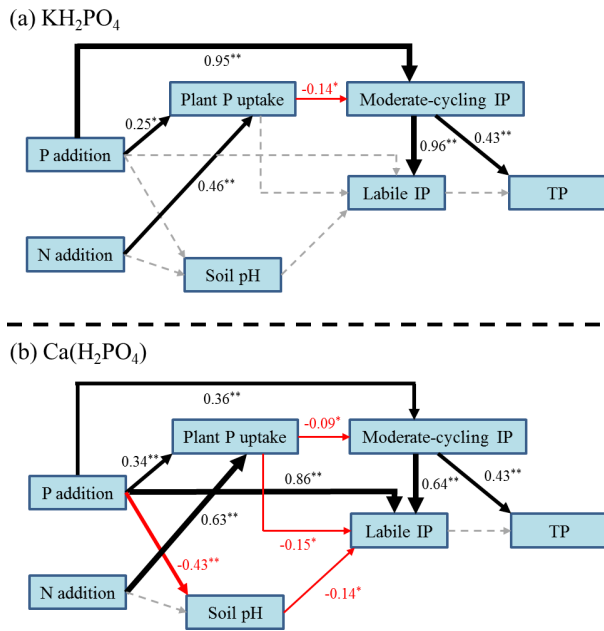 (a) KH₂PO₄
0.95**
Plant P uptake
-0.14*
Moderate-cycling IP
0.25*
0.96**
0.43**
P addition
0.46**
Labile IP
TP
N addition
Soil pH
(b) Ca(H₂PO₄)
0.36**
Plant P uptake
-0.09*
Moderate-cycling IP
0.34**
0.86**
0.64**
0.43**
P addition
0.63**
Labile IP
TP
-0.15*
-0.43**
N addition
-0.14*
Soil pH